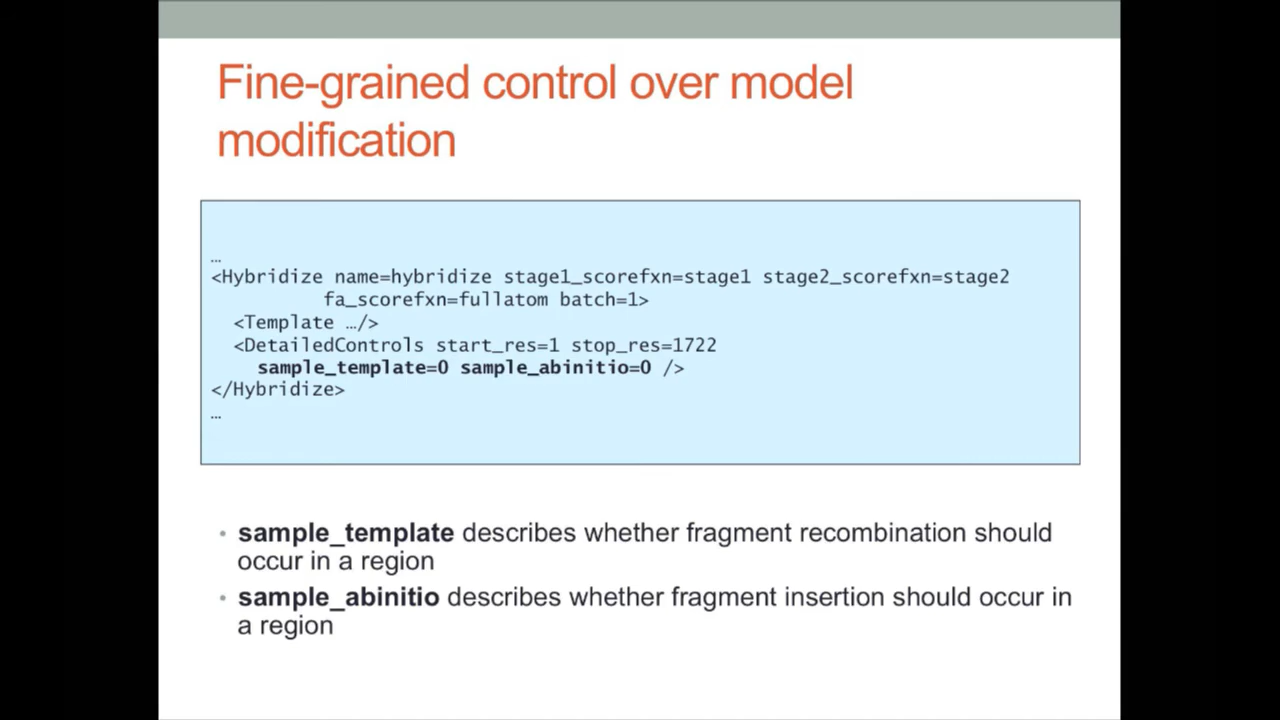 Fine-grained control over model
modification
…
<Hybridize name=hybridize stage1_scorefxn=stage1 stage2_scorefxn=stage2
fa_scorefxn=fullatom batch=1>
<Template …/>
<DetailedControls start_res=1 stop_res=1722
sample_template=0 sample_abinitio=0 />
</Hybridize>
…
• sample_template describes whether fragment recombination should
occur in a region
• sample_abinitio describes whether fragment insertion should occur in
a region